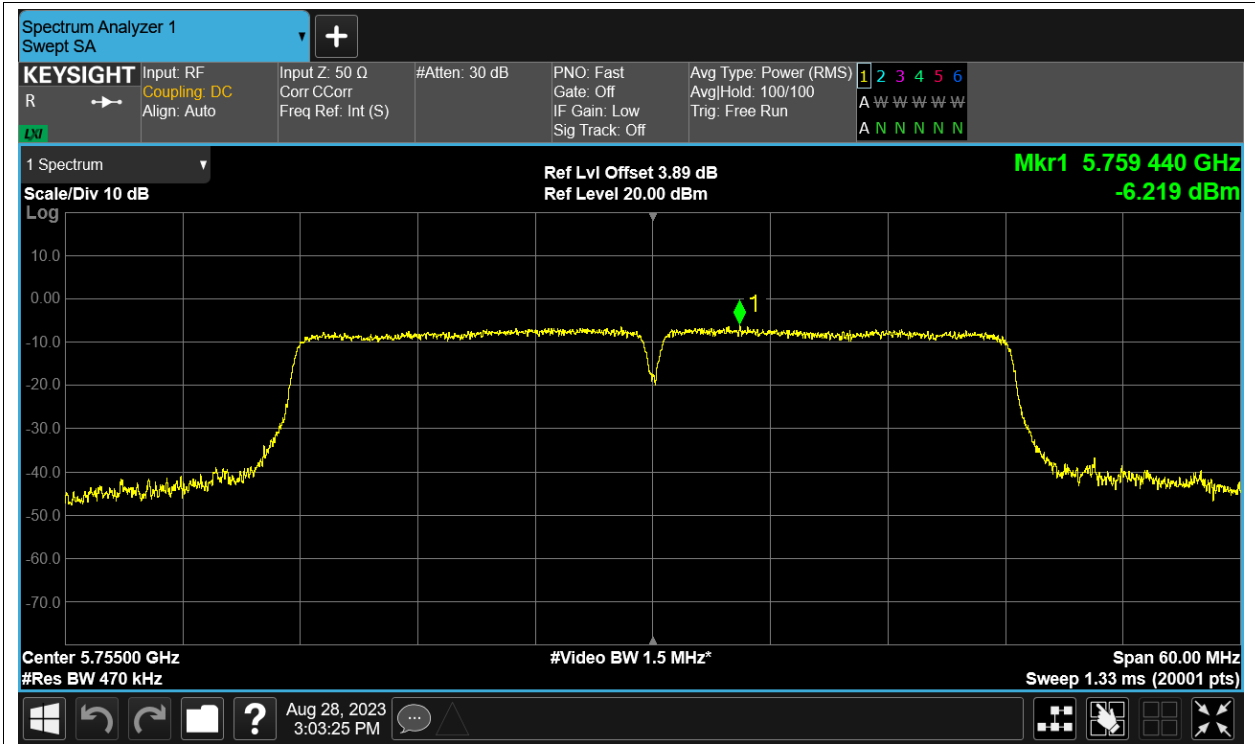 Spectrum Analyzer 1
Swept SA
KEYSIGHT
R
LXI
Input: RF
Coupling: DC
Align: Auto
Input Z: 50 Ω
Corr CCorr
Freq Ref: Int (S)
#Atten: 30 dB
PNO: Fast
Gate: Off
IF Gain: Low
Sig Track: Off
Avg Type: Power (RMS)
Avg|Hold: 100/100
Trig: Free Run
1 2 3 4 5 6
A W W W W W
A N N N N N
1 Spectrum
Scale/Div 10 dB
Log
Ref Lvl Offset 3.89 dB
Ref Level 20.00 dBm
Mkr1 5.759 440 GHz
-6.219 dBm
10.0
0.00
-10.0
-20.0
-30.0
-40.0
-50.0
-60.0
-70.0
1
Center 5.75500 GHz
#Res BW 470 kHz
#Video BW 1.5 MHz*
Span 60.00 MHz
Sweep 1.33 ms (20001 pts)
?
Aug 28, 2023
3:03:25 PM